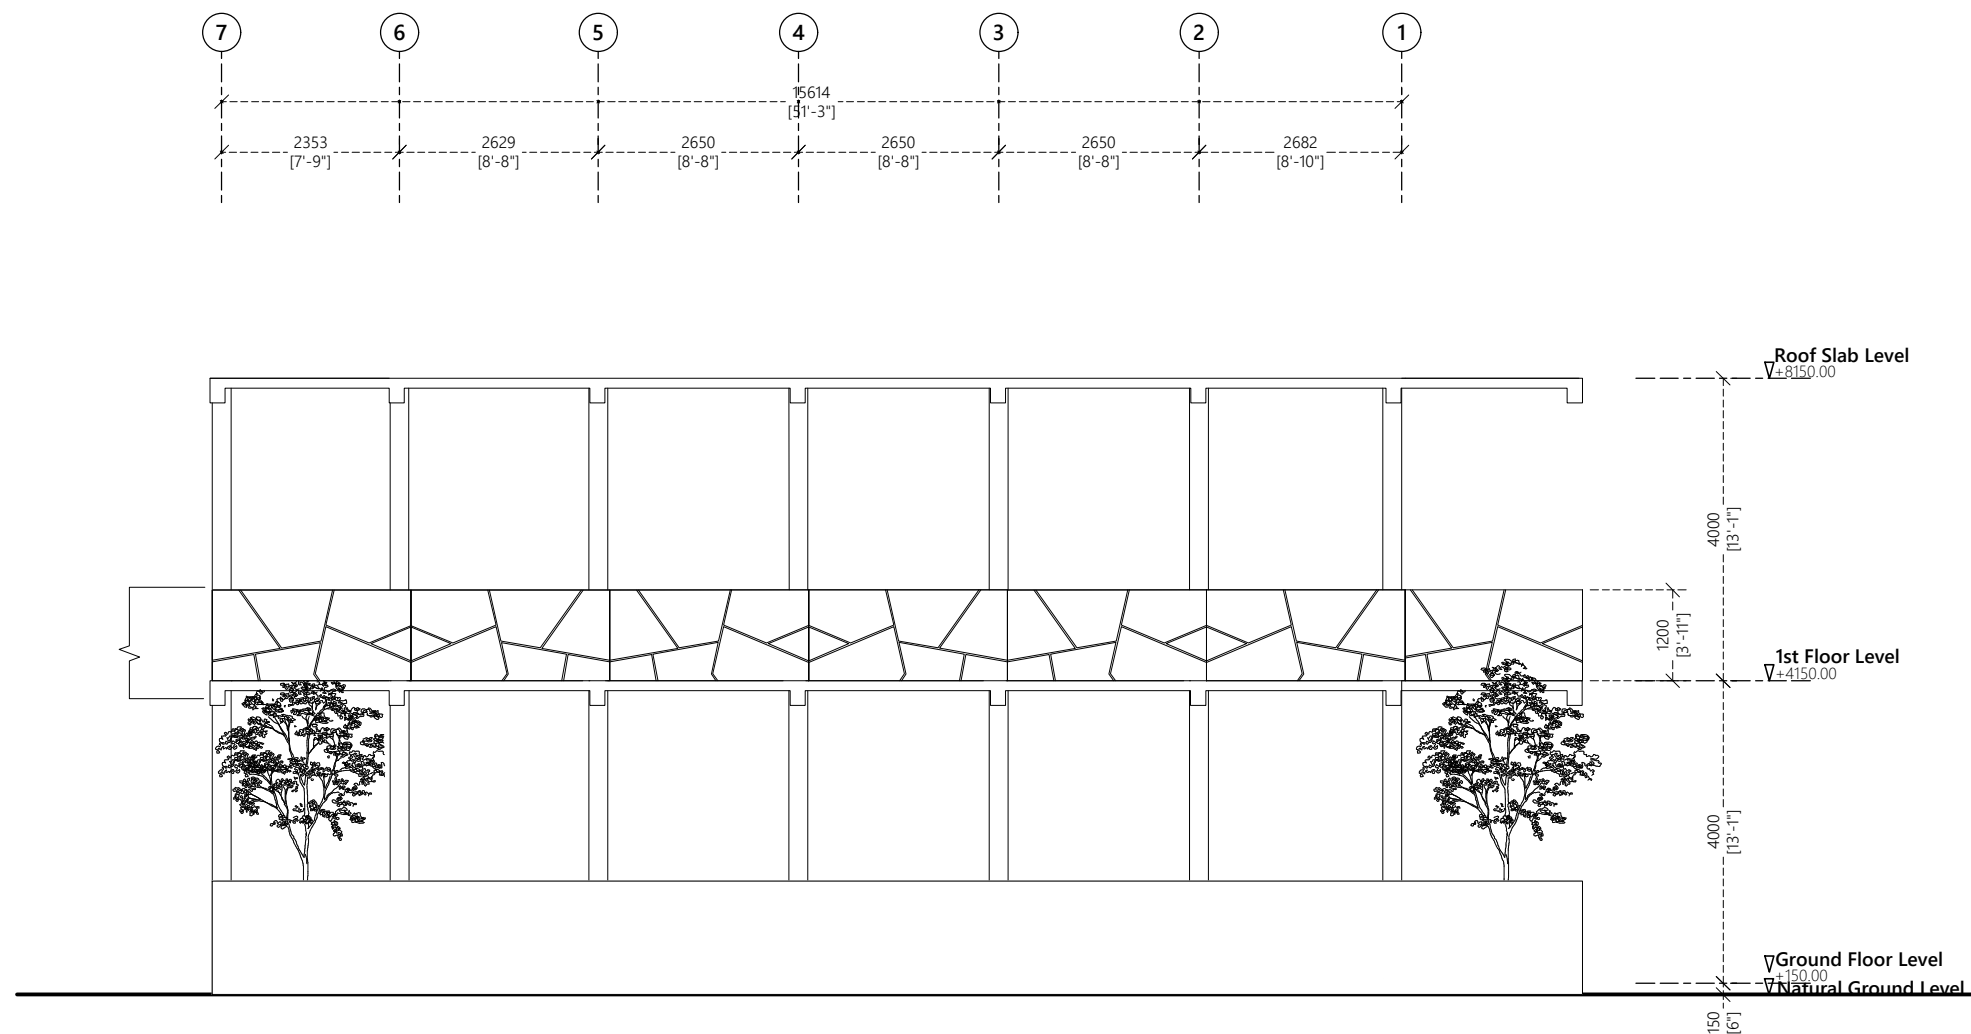 7 6 5 4 3 2 1
15614
[51'-3"]
2353 2629 2650 2650 2650 2682
[7'-9"] [8'-8"] [8'-8"] [8'-8"] [8'-8"] [8'-10"]
Roof Slab Level
+8150.00
4000
[13'-1"]
1200
[3'-11"]
1st Floor Level
+4150.00
4000
[13'-1"]
Ground Floor Level
+150.00
Natural Ground Level
150
[6"]